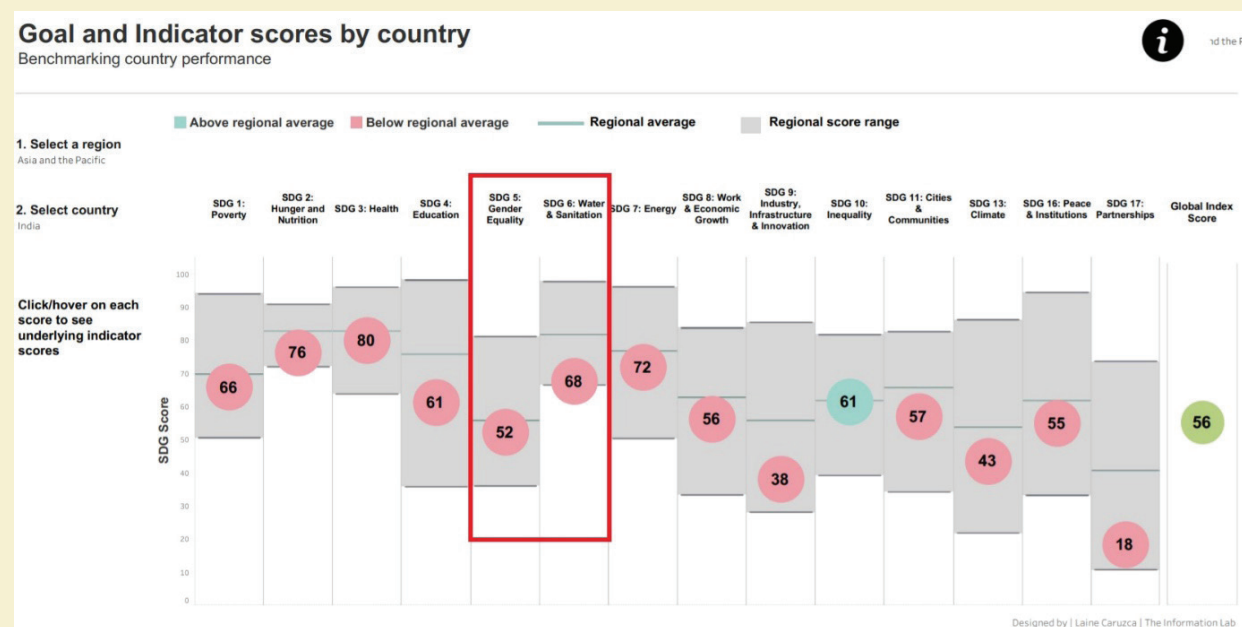 Goal and Indicator scores by country
Benchmarking country performance
i
nd the P
Above regional average
Below regional average
Regional average
Regional score range
1. Select a region
Asia and the Pacific
2. Select country
India
SDG 1:
Poverty
SDG 2:
Hunger and
Nutrition
SDG 3: Health
SDG 4:
Education
SDG 5:
Gender
Equality
SDG 6: Water
& Sanitation
SDG 7: Energy
SDG 8: Work
& Economic
Growth
SDG 9:
Industry,
Infrastructure
& Innovation
SDG 10:
Inequality
SDG 11: Cities
&
Communities
SDG 13:
Climate
SDG 16: Peace
& Institutions
SDG 17:
Partnerships
Global Index
Score
Click/hover on each
score to see
underlying indicator
scores
SDG Score
100
90
80
70
60
50
40
30
20
10
0
66
76
80
61
52
68
72
56
38
61
57
43
55
18
56
Designed by | Laine Caruzca | The Information Lab